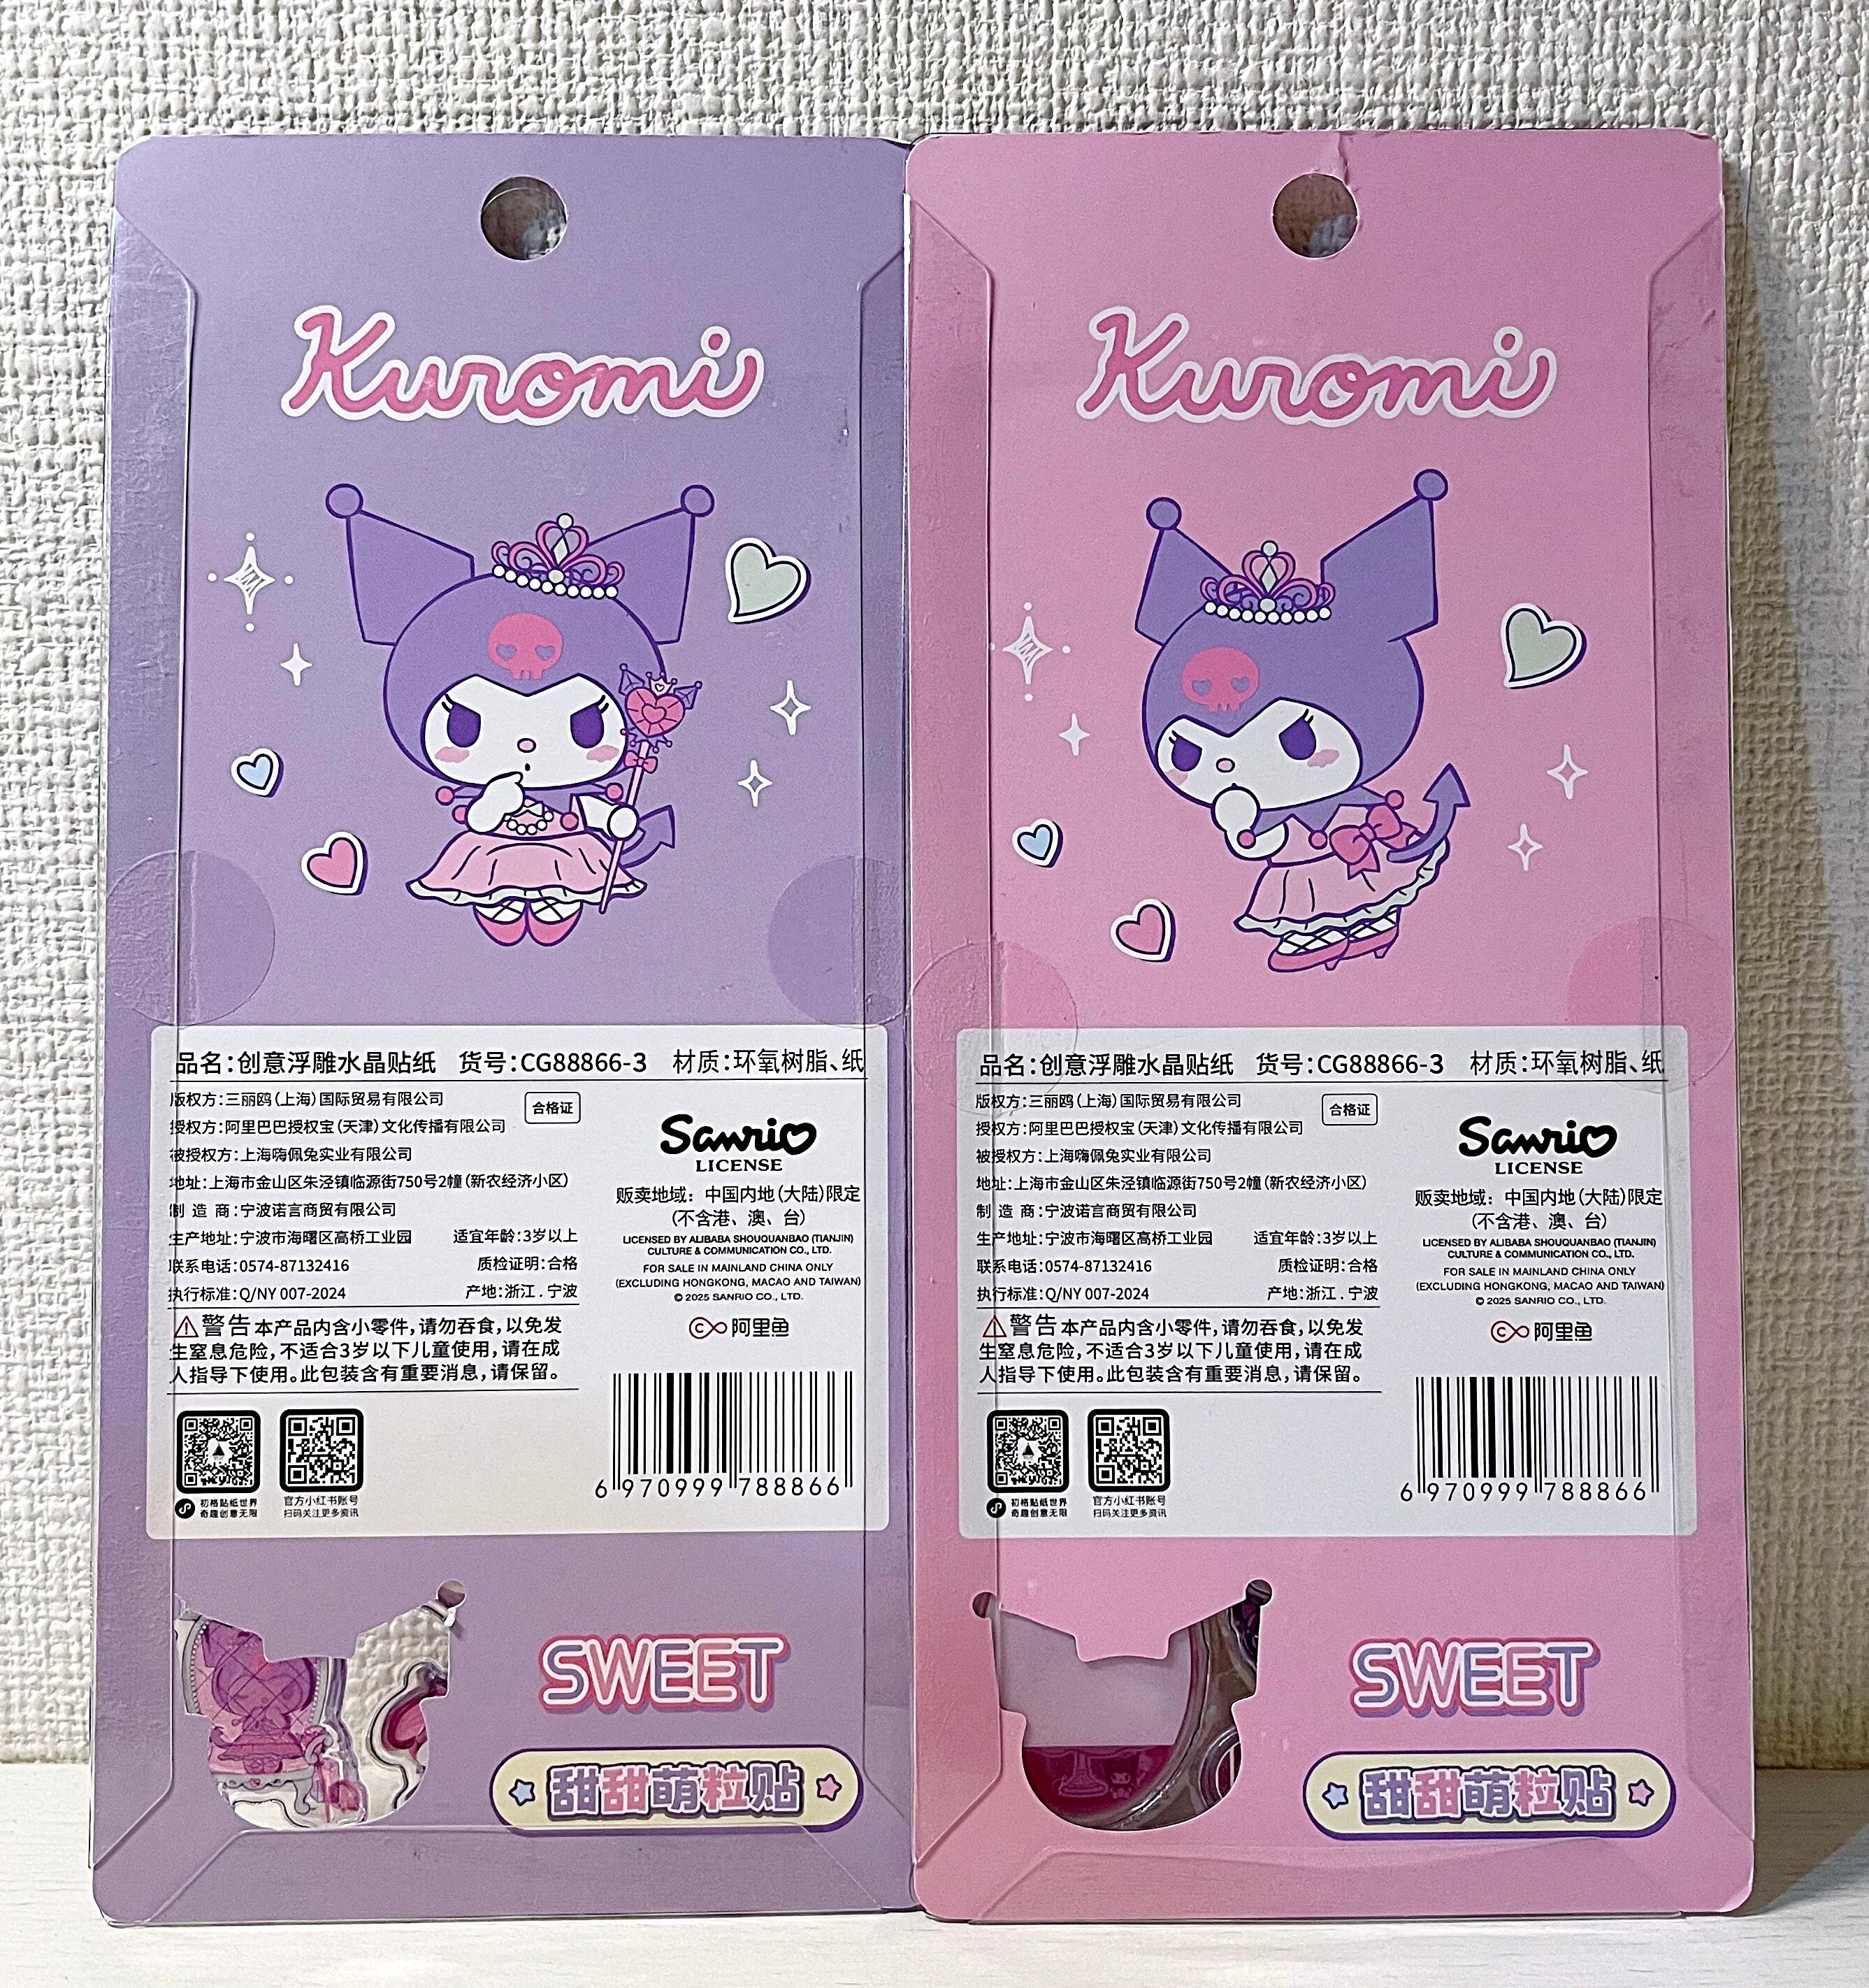 Kuromi
品名:创意浮雕水晶贴纸 货号:CG88866-3 材质:环氧树脂、纸
版权方:三丽鸥(上海)国际贸易有限公司
合格证
授权方:阿里巴巴授权宝(天津)文化传播有限公司
被授权方:上海嗨佩兔实业有限公司
地址:上海市金山区朱泾镇临源街750号2幢(新农经济小区)
制 造 商:宁波诺言商贸有限公司
生产地址:宁波市海曙区高桥工业园 适宜年龄:3岁以上
联系电话:0574-87132416 质检证明:合格
执行标准:Q/NY 007-2024 产地:浙江.宁波
警告 本产品内含小零件,请勿吞食,以免发
生窒息危险,不适合3岁以下儿童使用,请在成
人指导下使用。此包装含有重要消息,请保留。
初格贴纸世界
奇趣创意无限
官方小红书账号
扫码关注更多资讯
Sanrio
LICENSE
贩卖地域:中国内地(大陆)限定
(不含港、澳、台)
LICENSED BY ALIBABA SHOUQUANBAO (TIANJIN)
CULTURE & COMMUNICATION CO., LTD.
FOR SALE IN MAINLAND CHINA ONLY
(EXCLUDING HONGKONG, MACAO AND TAIWAN)
© 2025 SANRIO CO., LTD.
阿里鱼
6 970999 788866
SWEET
甜甜萌粒贴
Kuromi
品名:创意浮雕水晶贴纸 货号:CG88866-3 材质:环氧树脂、纸
版权方:三丽鸥(上海)国际贸易有限公司
合格证
授权方:阿里巴巴授权宝(天津)文化传播有限公司
被授权方:上海嗨佩兔实业有限公司
地址:上海市金山区朱泾镇临源街750号2幢(新农经济小区)
制 造 商:宁波诺言商贸有限公司
生产地址:宁波市海曙区高桥工业园 适宜年龄:3岁以上
联系电话:0574-87132416 质检证明:合格
执行标准:Q/NY 007-2024 产地:浙江.宁波
警告 本产品内含小零件,请勿吞食,以免发
生窒息危险,不适合3岁以下儿童使用,请在成
人指导下使用。此包装含有重要消息,请保留。
初格贴纸世界
奇趣创意无限
官方小红书账号
扫码关注更多资讯
Sanrio
LICENSE
贩卖地域:中国内地(大陆)限定
(不含港、澳、台)
LICENSED BY ALIBABA SHOUQUANBAO (TIANJIN)
CULTURE & COMMUNICATION CO., LTD.
FOR SALE IN MAINLAND CHINA ONLY
(EXCLUDING HONGKONG, MACAO AND TAIWAN)
© 2025 SANRIO CO., LTD.
阿里鱼
6 970999 788866
SWEET
甜甜萌粒贴